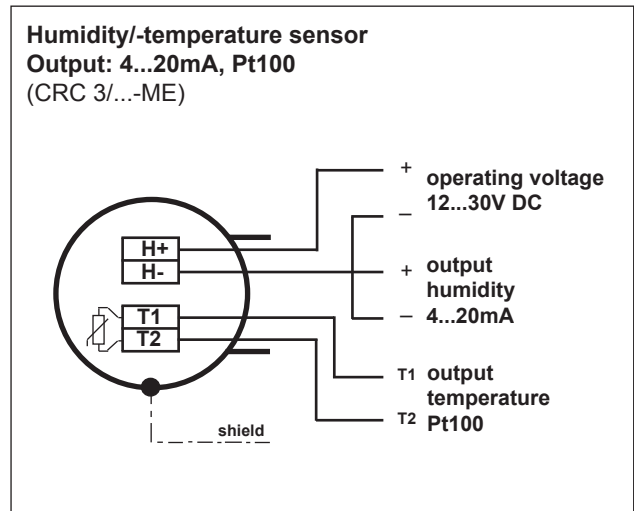 Humidity/-temperature sensor
Output: 4...20mA, Pt100
(CRC 3/...-ME)
+ operating voltage
– 12...30V DC
H+
H-
+ output
humidity
– 4...20mA
T1
T2
T1 output
temperature
T2 Pt100
shield